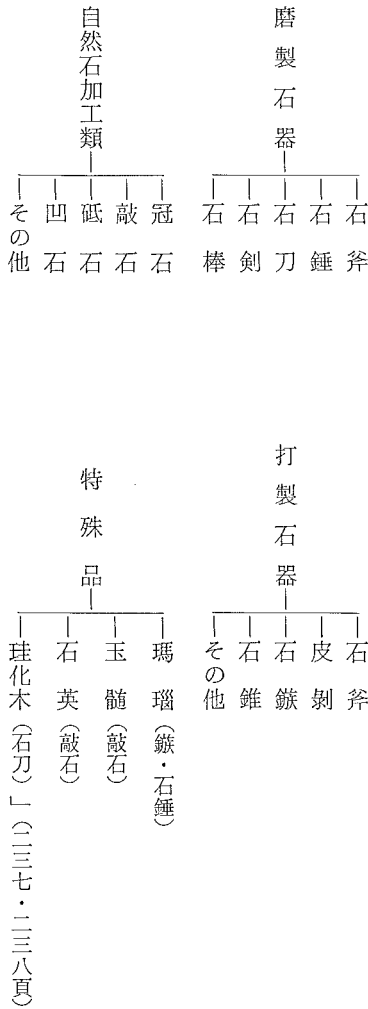 磨製石器
石斧
石錘
石刀
石剣
石棒
打製石器
石斧
皮剝
石鏃
石錐
その他
自然石加工類
冠石
敲石
砥石
凹石
その他
特殊品
瑪瑙（鏃・石錘）
玉髄（敲石）
石英（敲石）
珪化木（石刀）」（二三七・二三八頁）